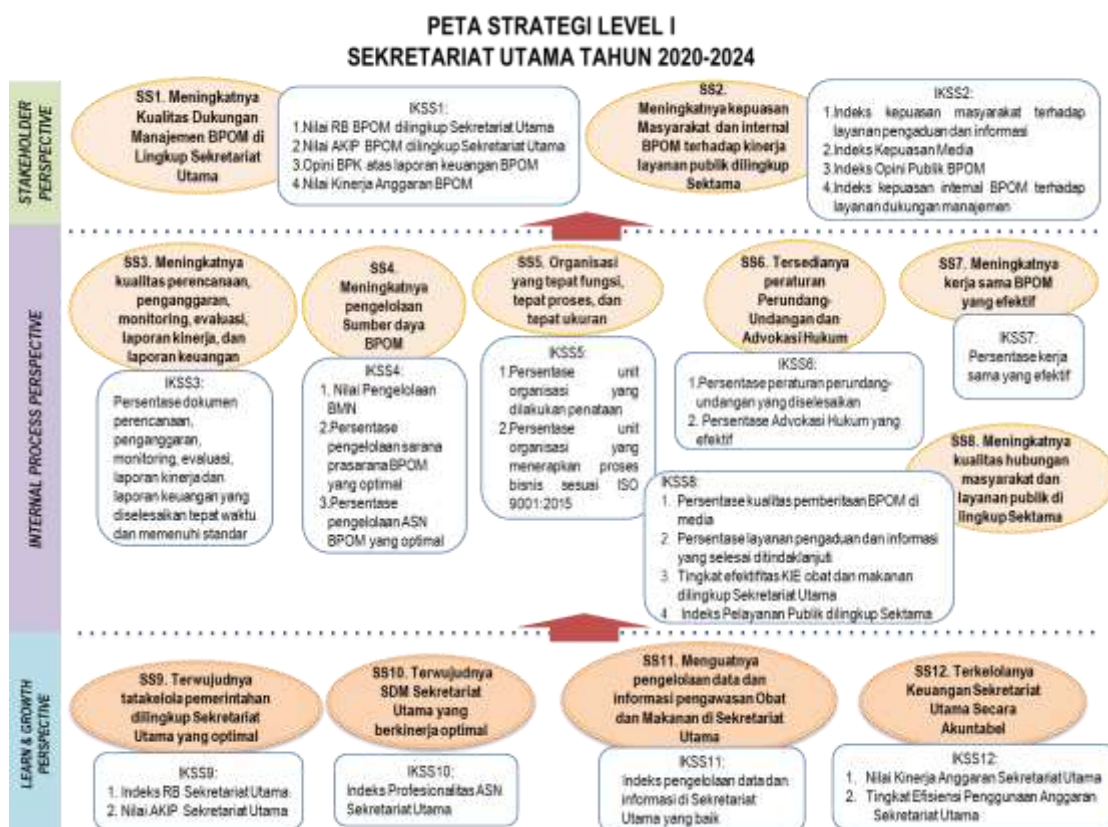 PETA STRATEGI LEVEL I
SEKRETARIAT UTAMA TAHUN 2020-2024
STAKEHOLDER
PERSPECTIVE
SS1. Meningkatnya
Kualitas Dukungan
Manajemen BPOM di
Lingkup Sekretariat
Utama
IKSS1:
1.Nilai RB BPOM dilingkup Sekretariat Utama
2.Nilai AKIP BPOM dilingkup Sekretariat Utama
3.Opini BPK atas laporan keuangan BPOM
4.Nilai Kinerja Anggaran BPOM
SS2.
Meningkatnya kepuasan
Masyarakat dan internal
BPOM terhadap kinerja
layanan publik dilingkup
Sektama
IKSS2:
1.Indeks kepuasan masyarakat terhadap
layanan pengaduan dan informasi
2.Indeks Kepuasan Media
3.Indeks Opini Publik BPOM
4.Indeks kepuasan internal BPOM terhadap
layanan dukungan manajemen
INTERNAL PROCESS PERSPECTIVE
SS3. Meningkatnya
kualitas perencanaan,
penganggaran,
monitoring, evaluasi,
laporan kinerja, dan
laporan keuangan
IKSS3:
Persentase dokumen
perencanaan,
penganggaran,
monitoring, evaluasi,
laporan kinerja dan
laporan keuangan yang
diselesaikan tepat waktu
dan memenuhi standar
SS4.
Meningkatnya
pengelolaan
Sumber daya
BPOM
IKSS4:
1. Nilai Pengelolaan
BMN
2.Persentase
pengelolaan sarana
prasarana BPOM
yang optimal
3.Persentase
pengelolaan ASN
BPOM yang optimal
SS5. Organisasi
yang tepat fungsi,
tepat proses, dan
tepat ukuran
IKSS5:
1.Persentase unit
organisasi yang
dilakukan penataan
2.Persentase unit
organisasi yang
menerapkan proses
bisnis sesuai ISO
9001:2015
SS6. Tersedianya
peraturan
Perundang-
Undangan dan
Advokasi Hukum
IKSS6:
1.Persentase peraturan perundang-
undangan yang diselesaikan
2. Persentase Advokasi Hukum yang
efektif
SS7. Meningkatnya
kerja sama BPOM
yang efektif
IKSS7:
Persentase kerja
sama yang efektif
SS8. Meningkatnya
kualitas hubungan
masyarakat dan
layanan publik di
lingkup Sektama
IKSS8:
1. Persentase kualitas pemberitaan BPOM di
media
2. Persentase layanan pengaduan dan informasi
yang selesai ditindaklanjuti
3. Tingkat efektifitas KIE obat dan makanan
dilingkup Sekretariat Utama
4. Indeks Pelayanan Publik dilingkup Sektama
LEARN & GROWTH
PERSPECTIVE
SS9. Terwujudnya
tatakelola pemerintahan
dilingkup Sekretariat
Utama yang optimal
IKSS9:
1. Indeks RB Sekretariat Utama
2. Nilai AKIP Sekretariat Utama
SS10. Terwujudnya
SDM Sekretariat
Utama yang
berkinerja optimal
IKSS10:
Indeks Profesionalitas ASN
Sekretariat Utama
SS11. Menguatnya
pengelolaan data dan
informasi pengawasan Obat
dan Makanan di Sekretariat
Utama
IKSS11:
Indeks pengelolaan data dan
informasi di Sekretariat
Utama yang baik
SS12. Terkelolanya
Keuangan Sekretariat
Utama Secara
Akuntabel
IKSS12:
1. Nilai Kinerja Anggaran Sekretariat Utama
2. Tingkat Efisiensi Penggunaan Anggaran
Sekretariat Utama